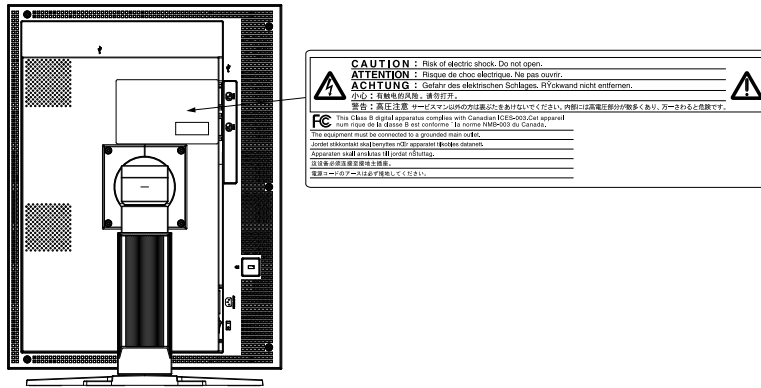 CAUTION : Risk of electric shock. Do not open.
ATTENTION : Risque de choc electrique. Ne pas ouvrir.
ACHTUNG : Gefahr des elektrischen Schlages. RŸckwand nicht entfernen.
小心：有触电的风险。请勿打开。
警告：高圧注意 サービスマン以外の方は裏ぶたをあけないでください。内部には高電圧部分が数多くあり、万一さわると危険です。
FC This Class B digital apparatus complies with Canadian ICES-003.Cet appareil
num rique de la classe B est conforme ˆ la norme NMB-003 du Canada.
The equipment must be connected to a grounded main outlet.
Jordet stikkontakt skal benyttes nŒr apparatet tilkobles datanett.
Apparaten skall anslutas till jordat nŠtuttag.
这设备必须连接至接地主插座。
電源コードのアースは必ず接地してください。